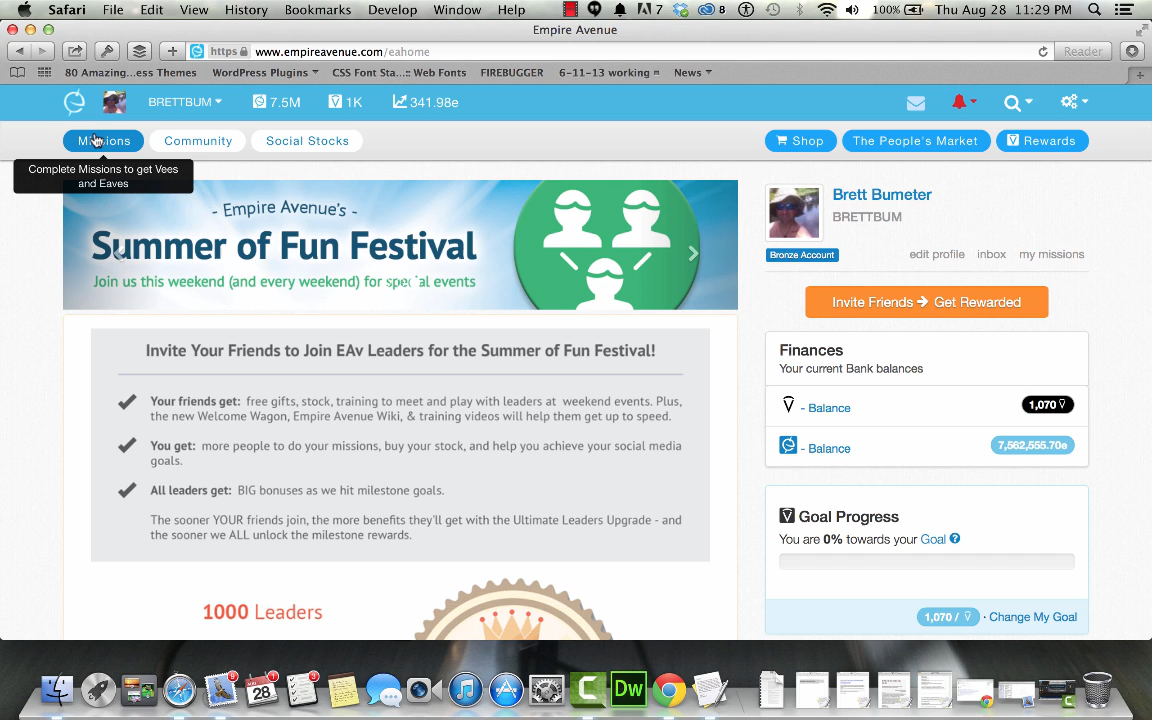 Safari File Edit View History Bookmarks Develop Window Help 7 8 100% Thu Aug 28 11:29 PM
Empire Avenue
https www.empireavenue.com/eahome Reader
80 Amazing...ess Themes WordPress Plugins CSS Font Sta...:: Web Fonts FIREBUGGER 6-11-13 working News
BRETTBUM 7.5M 1K 341.98e
Missions Community Social Stocks Shop The People's Market Rewards
Complete Missions to get Vees
and Eaves
- Empire Avenue's -
Summer of Fun Festival
Join us this weekend (and every weekend) for special events
Brett Bumeter
BRETTBUM
Bronze Account edit profile inbox my missions
Invite Friends Get Rewarded
Invite Your Friends to Join EAv Leaders for the Summer of Fun Festival!
Your friends get: free gifts, stock, training to meet and play with leaders at weekend events. Plus,
the new Welcome Wagon, Empire Avenue Wiki, & training videos will help them get up to speed.
You get: more people to do your missions, buy your stock, and help you achieve your social media
goals.
All leaders get: BIG bonuses as we hit milestone goals.
The sooner YOUR friends join, the more benefits they'll get with the Ultimate Leaders Upgrade - and
the sooner we ALL unlock the milestone rewards.
1000 Leaders
Finances
Your current Bank balances
- Balance 1,070
- Balance 7,562,555.70e
Goal Progress
You are 0% towards your Goal ?
1,070 / · Change My Goal
9 1 3
AUG
28
Dw